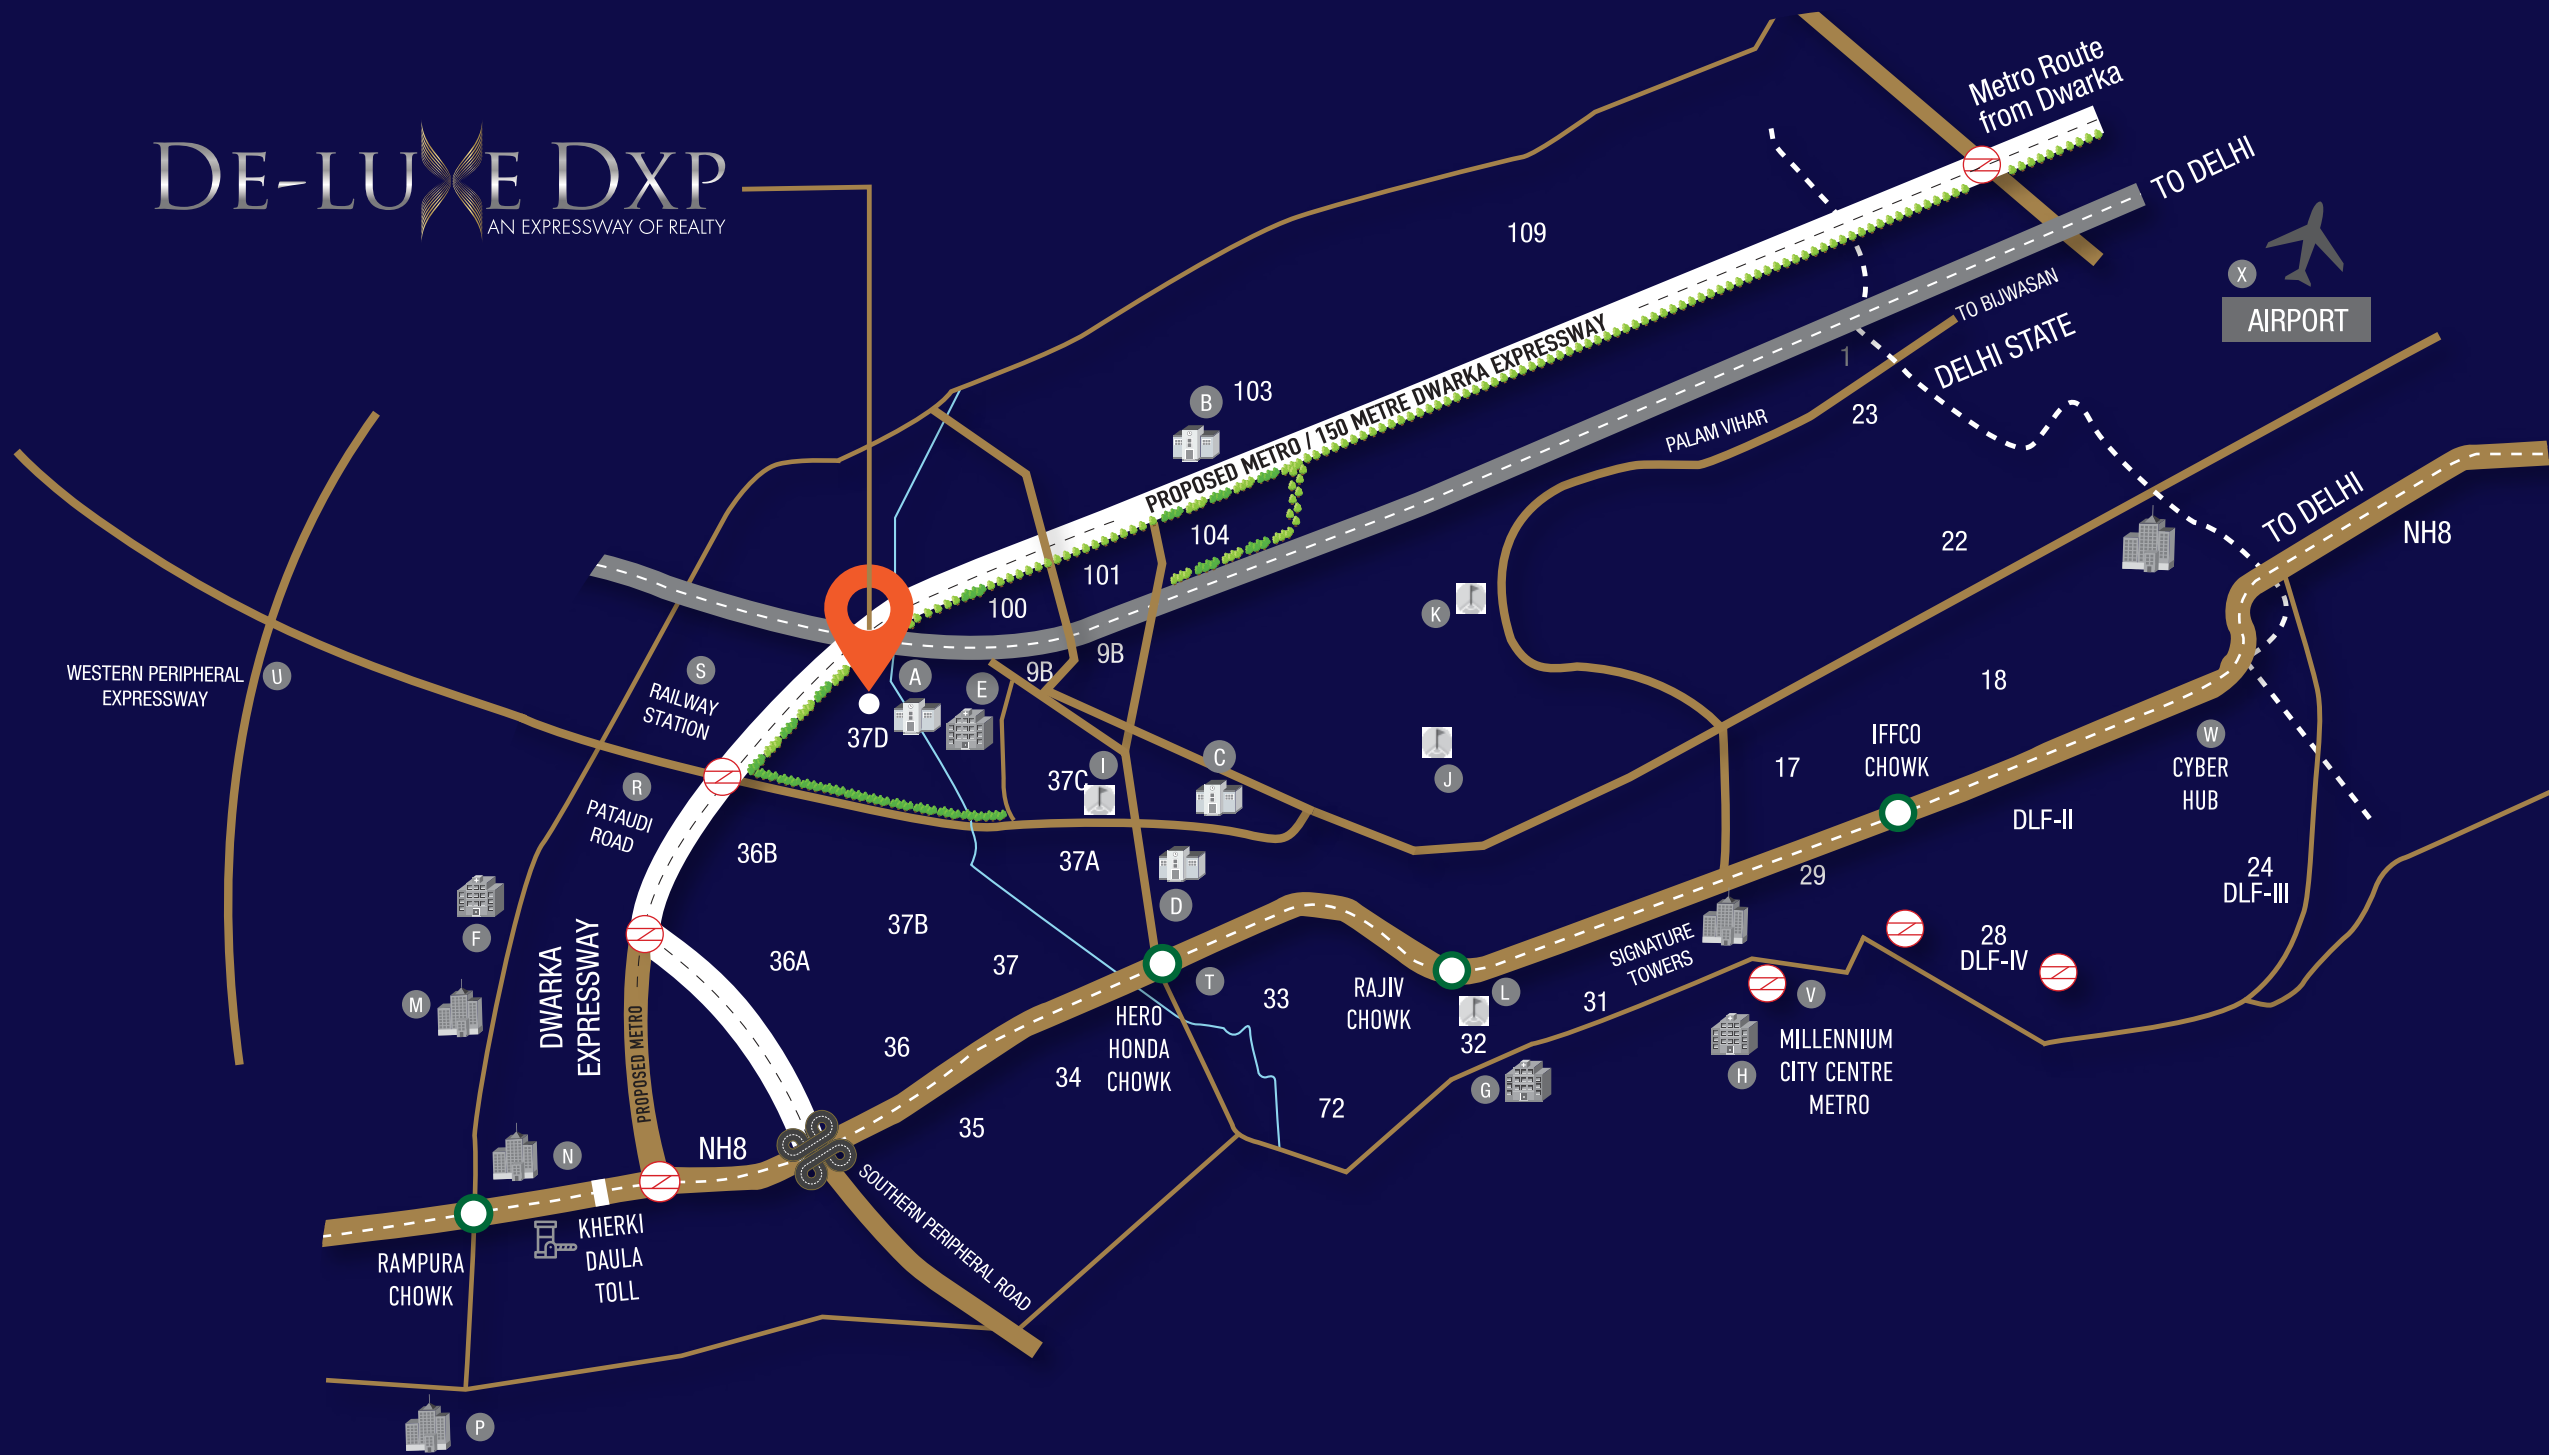 DE-LUXE DXP
AN EXPRESSWAY OF REALTY
Metro Route
from Dwarka
TO DELHI
X
AIRPORT
109
TO BIJWASAN
DELHI STATE
1
23
PALAM VIHAR
PROPOSED METRO / 150 METRE DWARKA EXPRESSWAY
B
103
104
101
100
9B
9B
22
TO DELHI
NH8
K
WESTERN PERIPHERAL
EXPRESSWAY
U
S
RAILWAY
STATION
A
E
37D
18
IFFCO
CHOWK
W
CYBER
HUB
17
J
C
I
37C
R
PATAUDI
ROAD
36B
37A
DLF-II
29
24
DLF-III
F
D
37B
36A
37
28
DLF-IV
SIGNATURE
TOWERS
M
DWARKA
EXPRESSWAY
PROPOSED METRO
T
33
RAJIV
CHOWK
L
31
32
V
MILLENNIUM
CITY CENTRE
METRO
H
G
HERO
HONDA
CHOWK
36
34
35
72
N
NH8
SOUTHERN PERIPHERAL ROAD
KHERKI
DAULA
TOLL
RAMPURA
CHOWK
P